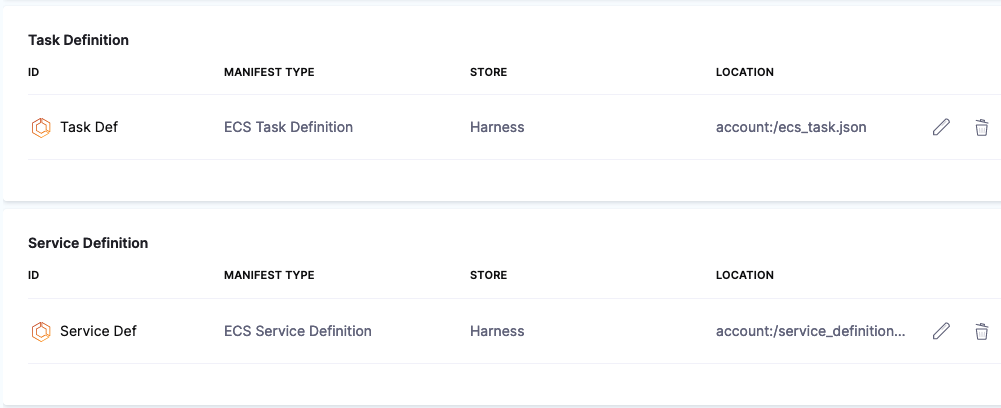 Task Definition
ID MANIFEST TYPE STORE LOCATION
Task Def ECS Task Definition Harness account:/ecs_task.json
Service Definition
ID MANIFEST TYPE STORE LOCATION
Service Def ECS Service Definition Harness account:/service_definition...